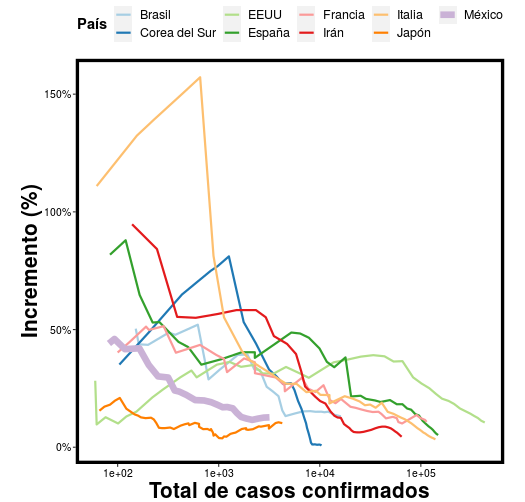 País
Brasil EEUU Francia Italia México
Corea del Sur España Irán Japón
Incremento (%)
150%
100%
50%
0%
1e+02 1e+03 1e+04 1e+05
Total de casos confirmados